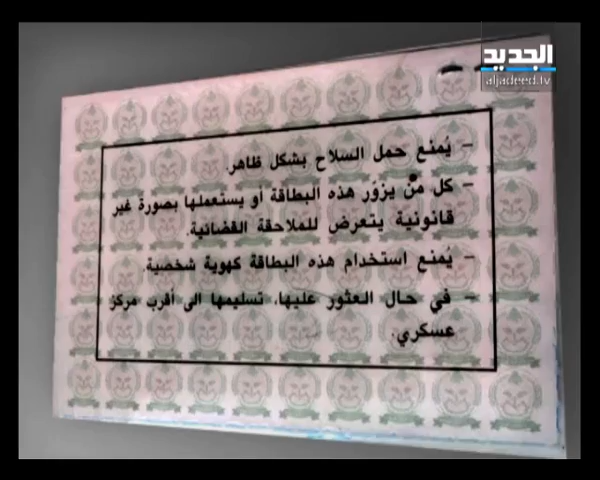 الجديد
aljadeed.tv
- يُمنع حمل السلاح بشكل ظاهر.
- كل من يزوّر هذه البطاقة أو يستعملها بصورة غير
قانونية يتعرض للملاحقة القضائية.
- يُمنع استخدام هذه البطاقة كهوية شخصية.
- في حال العثور عليها، تسليمها الى أقرب مركز
عسكري.